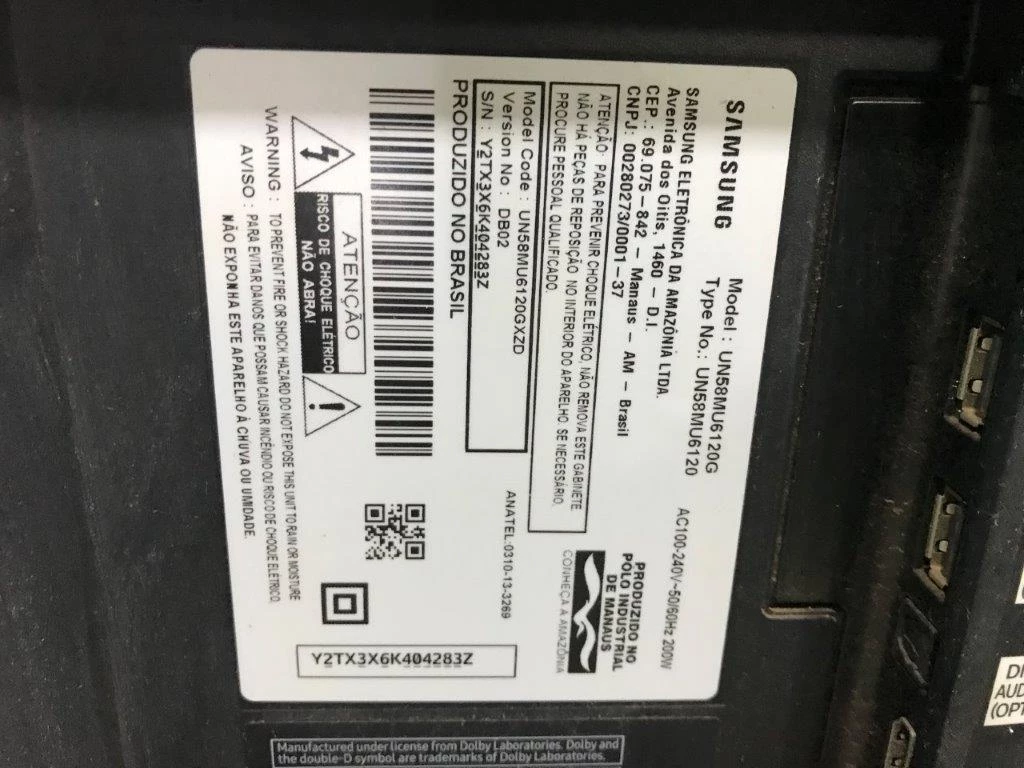 SAMSUNG
Model : UN58MU6120G
Type No.: UN58MU6120
AC100-240V~50/60Hz 200W
SAMSUNG ELETRÔNICA DA AMAZÔNIA LTDA.
Avenida dos Oitis, 1460 – D.I.
CEP.: 69.075-842 – Manaus – AM – Brasil
CNPJ: 00280273/0001-37
PRODUZIDO NO
POLO INDUSTRIAL
DE MANAUS
CONHEÇA A AMAZÔNIA
ATENÇÃO: PARA PREVENIR CHOQUE ELÉTRICO, NÃO REMOVA ESTE GABINETE.
NÃO HÁ PEÇAS DE REPOSIÇÃO NO INTERIOR DO APARELHO. SE NECESSÁRIO,
PROCURE PESSOAL QUALIFICADO.
Model Code : UN58MU6120GXZD
Version No : DB02
S/N : Y2TX3X6K404283Z
ANATEL:0310-13-3269
PRODUZIDO NO BRASIL
ATENÇÃO
RISCO DE CHOQUE ELÉTRICO
NÃO ABRA!
WARNING : TO PREVENT FIRE OR SHOCK HAZARD DO NOT EXPOSE THIS UNIT TO RAIN OR MOISTURE
AVISO : PARA EVITAR DANOS QUE POSSAM CAUSAR INCÊNDIO OU RISCO DE CHOQUE ELÉTRICO,
NÃO EXPONHA ESTE APARELHO À CHUVA OU UMIDADE.
Y2TX3X6K404283Z
Manufactured under license from Dolby Laboratories. Dolby and
the double-D symbol are trademarks of Dolby Laboratories.